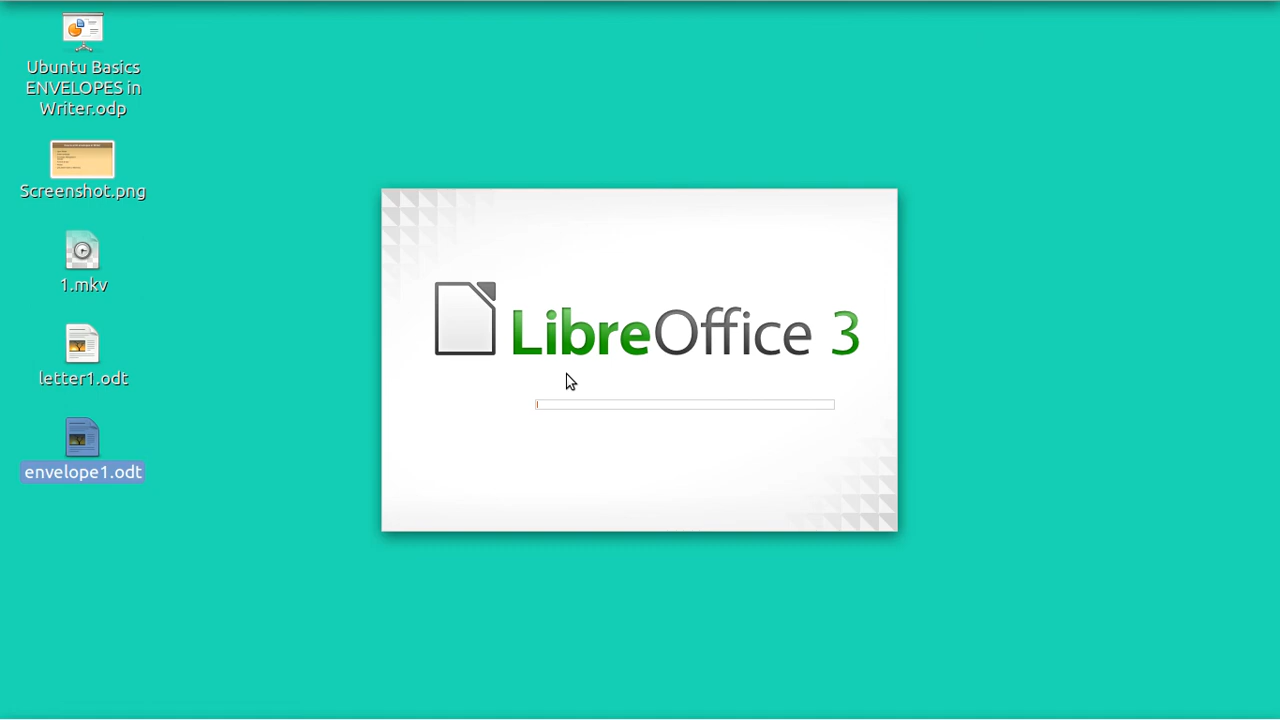 Ubuntu Basics
ENVELOPES in
Writer.odp
Screenshot.png
1.mkv
letter1.odt
envelope1.odt
LibreOffice 3